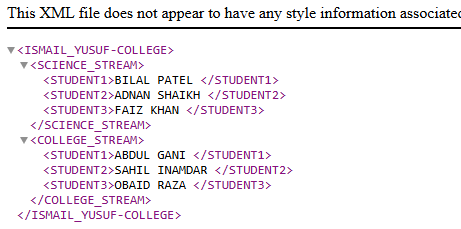 This XML file does not appear to have any style information associated
<ISMAIL_YUSUF-COLLEGE>
<SCIENCE_STREAM>
<STUDENT1>BILAL PATEL </STUDENT1>
<STUDENT2>ADNAN SHAIKH </STUDENT2>
<STUDENT3>FAIZ KHAN </STUDENT3>
</SCIENCE_STREAM>
<COLLEGE_STREAM>
<STUDENT1>ABDUL GANI </STUDENT1>
<STUDENT2>SAHIL INAMDAR </STUDENT2>
<STUDENT3>OBAID RAZA </STUDENT3>
</COLLEGE_STREAM>
</ISMAIL_YUSUF-COLLEGE>